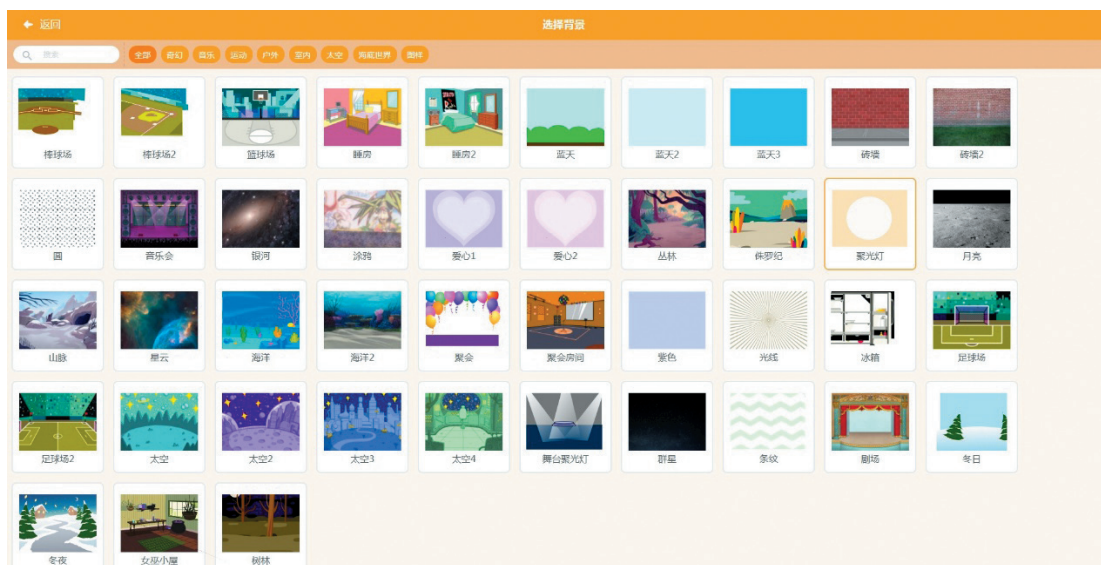 返回
选择背景
搜索
全部 奇幻 音乐 运动 户外 室内 太空 海底世界 图样
棒球场 棒球场2 篮球场 睡房 睡房2 蓝天 蓝天2 蓝天3 砖墙 砖墙2
圆 音乐会 银河 涂鸦 爱心1 爱心2 丛林 侏罗纪 聚光灯 月亮
山脉 星云 海洋 海洋2 聚会 聚会房间 紫色 光线 冰箱 足球场
足球场2 太空 太空2 太空3 太空4 舞台聚光灯 群星 条纹 剧场 冬日
冬夜 女巫小屋 树林